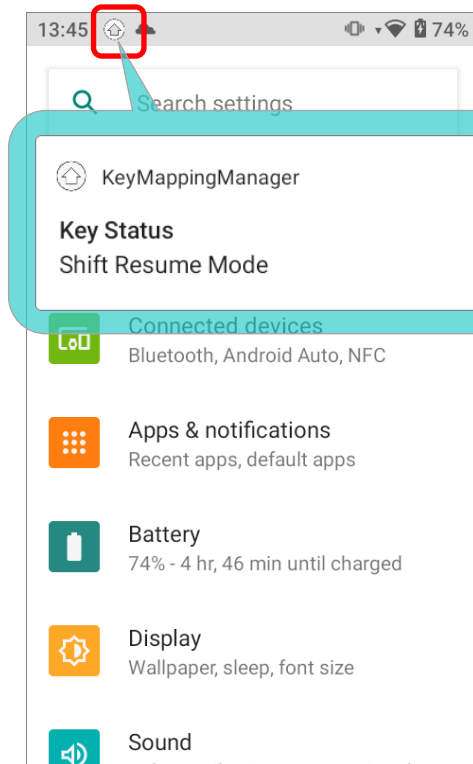 13:45 74%
Search settings
KeyMappingManager
Key Status
Shift Resume Mode
Connected devices
Bluetooth, Android Auto, NFC
Apps & notifications
Recent apps, default apps
Battery
74% - 4 hr, 46 min until charged
Display
Wallpaper, sleep, font size
Sound